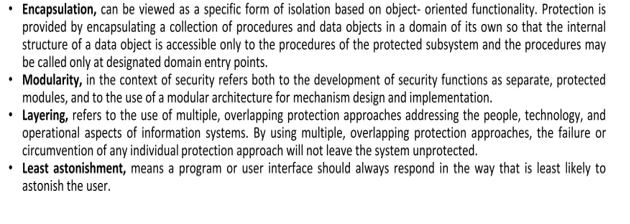 • Encapsulation, can be viewed as a specific form of isolation based on object- oriented functionality. Protection is
provided by encapsulating a collection of procedures and data objects in a domain of its own so that the internal
structure of a data object is accessible only to the procedures of the protected subsystem and the procedures may
be called only at designated domain entry points.
• Modularity, in the context of security refers both to the development of security functions as separate, protected
modules, and to the use of a modular architecture for mechanism design and implementation.
• Layering, refers to the use of multiple, overlapping protection approaches addressing the people, technology, and
operational aspects of information systems. By using multiple, overlapping protection approaches, the failure or
circumvention of any individual protection approach will not leave the system unprotected.
• Least astonishment, means a program or user interface should always respond in the way that is least likely to
astonish the user.